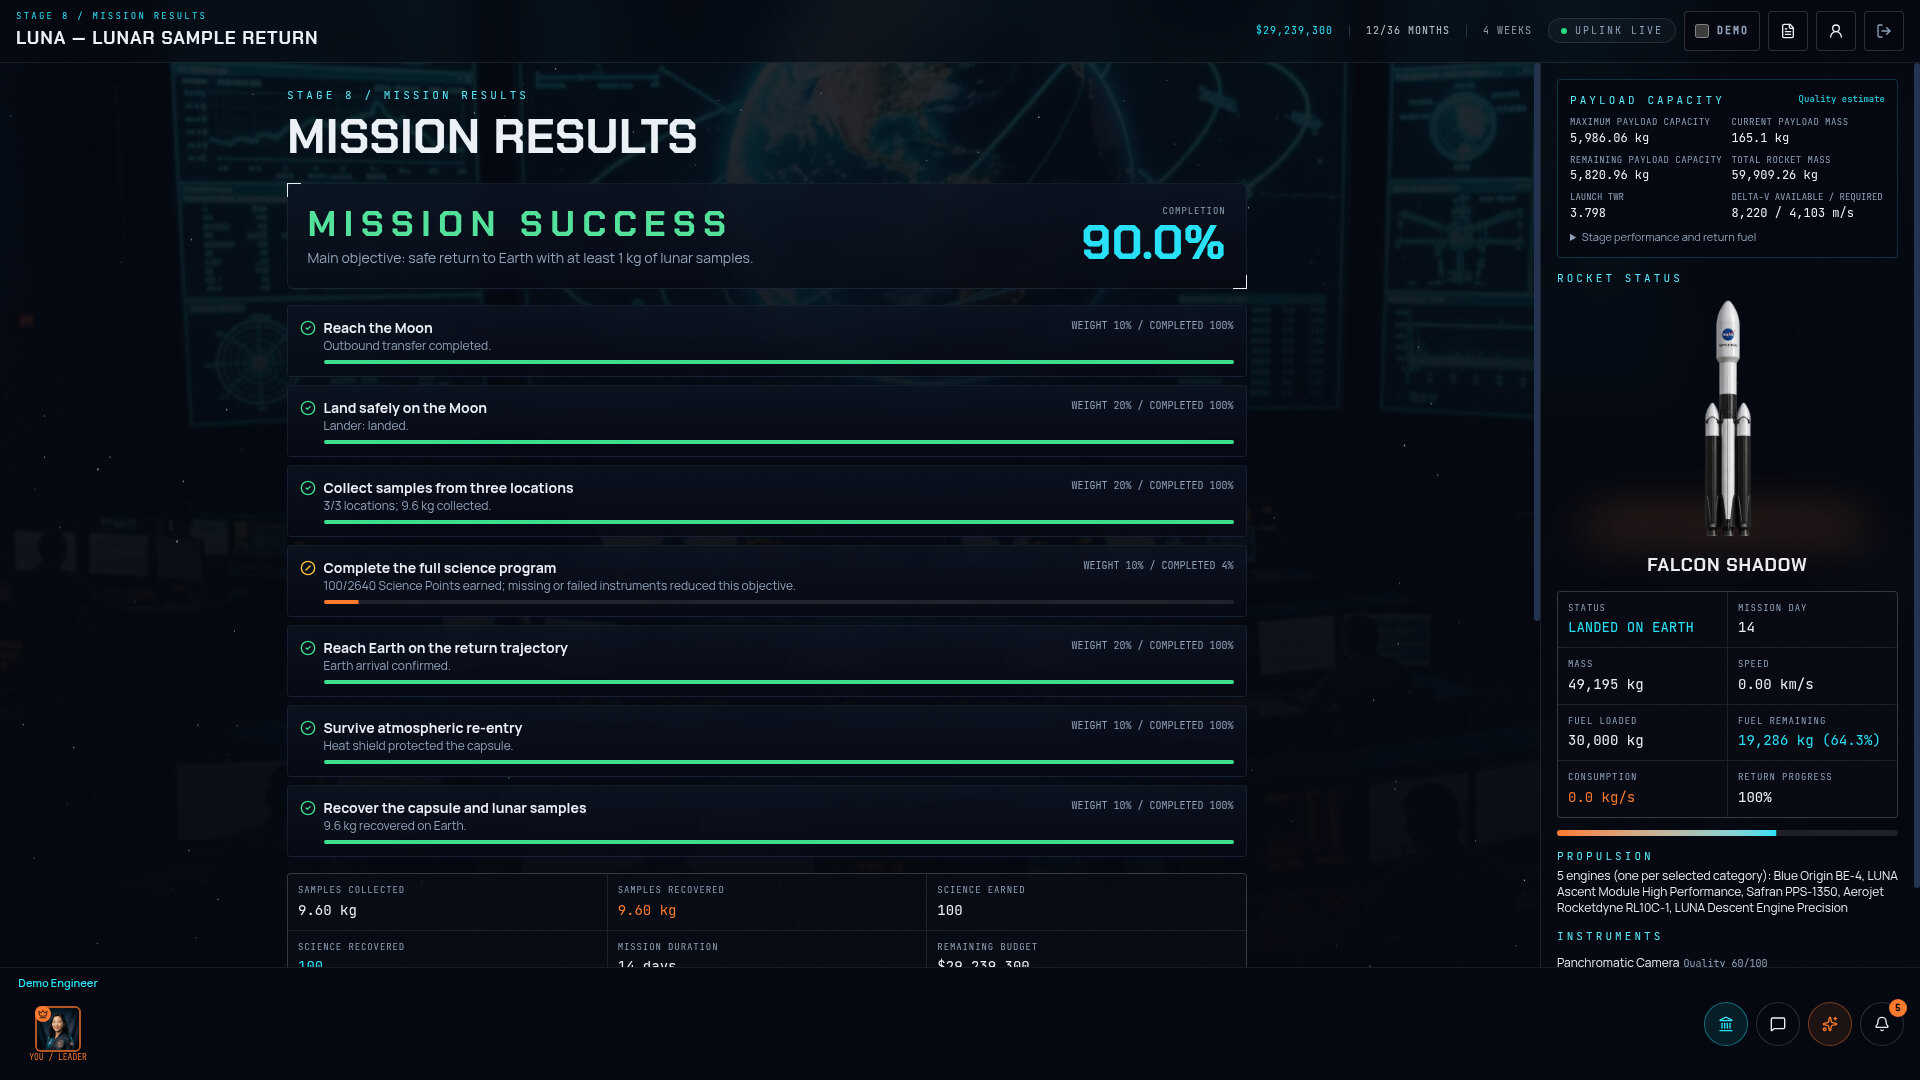 STAGE 8 / MISSION RESULTS
LUNA — LUNAR SAMPLE RETURN
$29,239,300
12/36 MONTHS
4 WEEKS
UPLINK LIVE
DEMO
STAGE 8 / MISSION RESULTS
MISSION RESULTS
MISSION SUCCESS
Main objective: safe return to Earth with at least 1 kg of lunar samples.
COMPLETION
90.0%
Reach the Moon
WEIGHT 10% / COMPLETED 100%
Outbound transfer completed.
Land safely on the Moon
WEIGHT 20% / COMPLETED 100%
Lander: landed.
Collect samples from three locations
WEIGHT 20% / COMPLETED 100%
3/3 locations; 9.6 kg collected.
Complete the full science program
WEIGHT 10% / COMPLETED 4%
100/2640 Science Points earned; missing or failed instruments reduced this objective.
Reach Earth on the return trajectory
WEIGHT 20% / COMPLETED 100%
Earth arrival confirmed.
Survive atmospheric re-entry
WEIGHT 10% / COMPLETED 100%
Heat shield protected the capsule.
Recover the capsule and lunar samples
WEIGHT 10% / COMPLETED 100%
9.6 kg recovered on Earth.
SAMPLES COLLECTED
9.60 kg
SAMPLES RECOVERED
9.60 kg
SCIENCE EARNED
100
SCIENCE RECOVERED
100
MISSION DURATION
14 days
REMAINING BUDGET
$29,239,300
PAYLOAD CAPACITY
Quality estimate
MAXIMUM PAYLOAD CAPACITY
5,986.06 kg
CURRENT PAYLOAD MASS
165.1 kg
REMAINING PAYLOAD CAPACITY
5,820.96 kg
TOTAL ROCKET MASS
59,909.26 kg
LAUNCH TWR
3.798
DELTA-V AVAILABLE / REQUIRED
8,220 / 4,103 m/s
Stage performance and return fuel
ROCKET STATUS
FALCON SHADOW
STATUS
LANDED ON EARTH
MISSION DAY
14
MASS
49,195 kg
SPEED
0.00 km/s
FUEL LOADED
30,000 kg
FUEL REMAINING
19,286 kg (64.3%)
CONSUMPTION
0.0 kg/s
RETURN PROGRESS
100%
PROPULSION
5 engines (one per selected category): Blue Origin BE-4, LUNA
Ascent Module High Performance, Safran PPS-1350, Aerojet
Rocketdyne RL10C-1, LUNA Descent Engine Precision
INSTRUMENTS
Panchromatic Camera Quality 60/100
Demo Engineer
YOU / LEADER
5